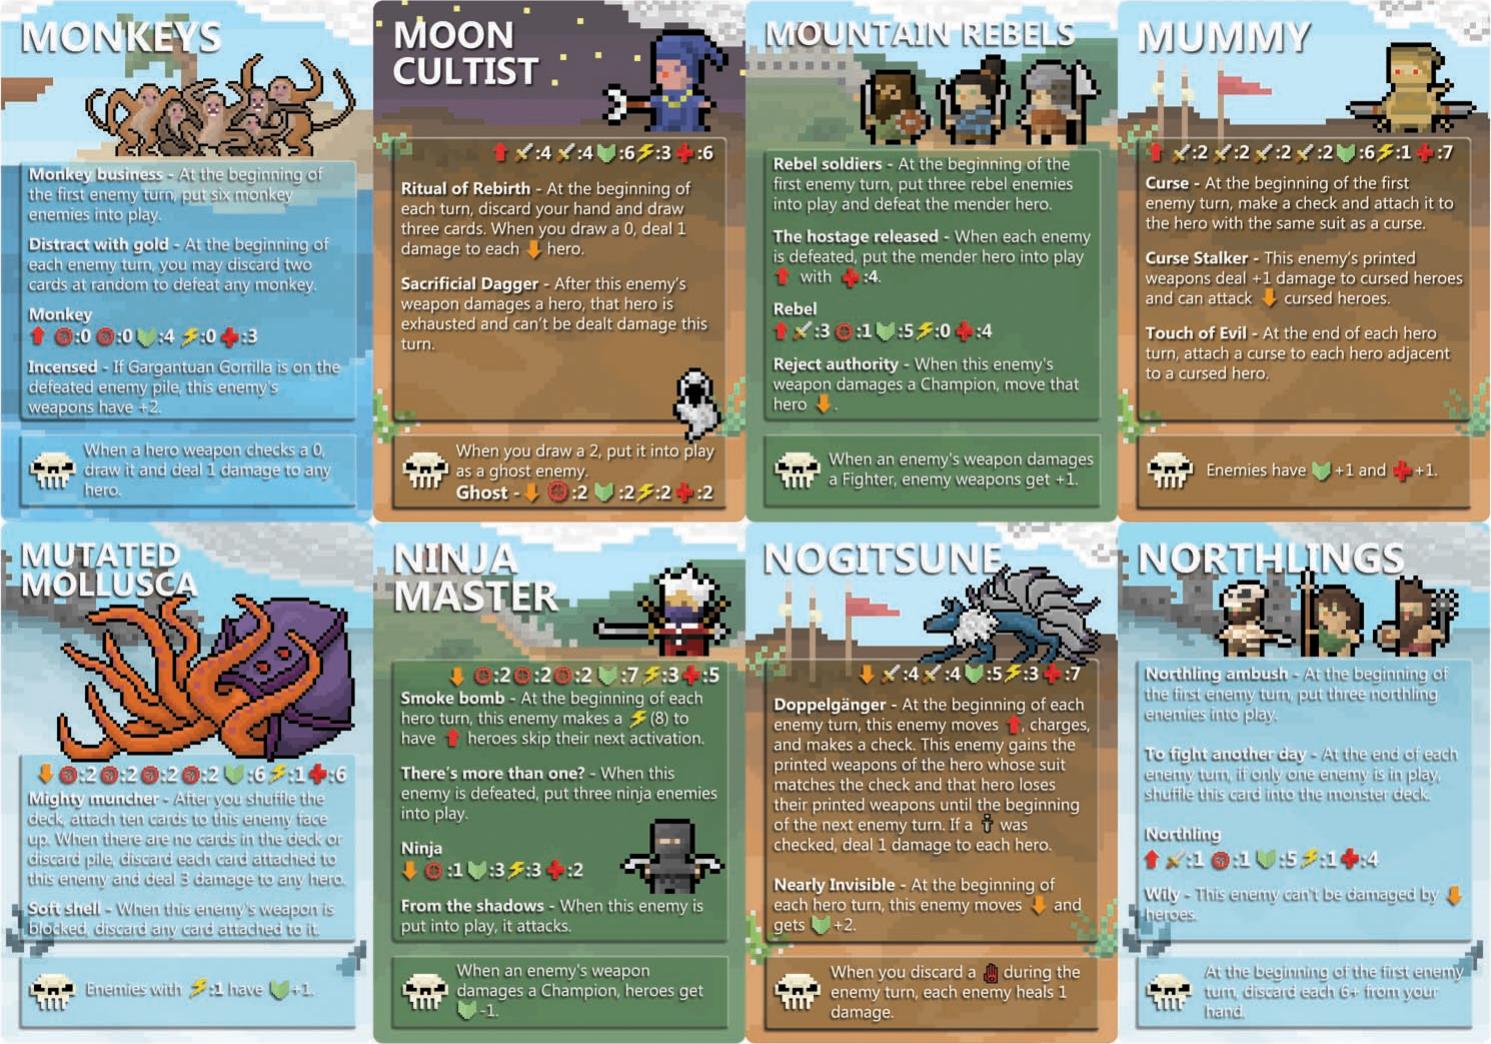 MONKEYS
Monkey business - At the beginning of
the first enemy turn, put six monkey
enemies into play.
Distract with gold - At the beginning of
each enemy turn, you may discard two
cards at random to defeat any monkey.
Monkey
:0 :0 :4 :0 :3
Incensed - If Gargantuan Gorrilla is on the
defeated enemy pile, this enemy's
weapons have +2.
When a hero weapon checks a 0,
draw it and deal 1 damage to any
hero.
MOON
CULTIST
:4 :4 :6 :3 :6
Ritual of Rebirth - At the beginning of
each turn, discard your hand and draw
three cards. When you draw a 0, deal 1
damage to each hero.
Sacrificial Dagger - After this enemy's
weapon damages a hero, that hero is
exhausted and can't be dealt damage this
turn.
When you draw a 2, put it into play
as a ghost enemy.
Ghost - :2 :2 :2 :2
MOUNTAIN REBELS
Rebel soldiers - At the beginning of the
first enemy turn, put three rebel enemies
into play and defeat the mender hero.
The hostage released - When each enemy
is defeated, put the mender hero into play
with :4.
Rebel
:3 :1 :5 :0 :4
Reject authority - When this enemy's
weapon damages a Champion, move that
hero .
When an enemy's weapon damages
a Fighter, enemy weapons get +1.
MUMMY
:2 :2 :2 :2 :6 :1 :7
Curse - At the beginning of the first
enemy turn, make a check and attach it to
the hero with the same suit as a curse.
Curse Stalker - This enemy's printed
weapons deal +1 damage to cursed heroes
and can attack cursed heroes.
Touch of Evil - At the end of each hero
turn, attach a curse to each hero adjacent
to a cursed hero.
Enemies have +1 and +1.
MUTATED
MOLLUSCA
:2 :2 :2 :2 :6 :1 :6
Mighty muncher - After you shuffle the
deck, attach ten cards to this enemy face
up. When there are no cards in the deck or
discard pile, discard each card attached to
this enemy and deal 3 damage to any hero.
Soft shell - When this enemy's weapon is
blocked, discard any card attached to it.
Enemies with :1 have +1.
NINJA
MASTER
:2 :2 :2 :7 :3 :5
Smoke bomb - At the beginning of each
hero turn, this enemy makes a (8) to
have heroes skip their next activation.
There's more than one? - When this
enemy is defeated, put three ninja enemies
into play.
Ninja
:1 :3 :3 :2
From the shadows - When this enemy is
put into play, it attacks.
When an enemy's weapon
damages a Champion, heroes get
-1.
NOGITSUNE
:4 :4 :5 :3 :7
Doppelgänger - At the beginning of each
enemy turn, this enemy moves , charges,
and makes a check. This enemy gains the
printed weapons of the hero whose suit
matches the check and that hero loses
their printed weapons until the beginning
of the next enemy turn. If a was
checked, deal 1 damage to each hero.
Nearly Invisible - At the beginning of
each hero turn, this enemy moves and
gets +2.
When you discard a during the
enemy turn, each enemy heals 1
damage.
NORTHLINGS
Northling ambush - At the beginning of
the first enemy turn, put three northling
enemies into play.
To fight another day - At the end of each
enemy turn, if only one enemy is in play,
shuffle this card into the monster deck.
Northling
:1 :1 :5 :1 :4
Wily - This enemy can't be damaged by
heroes.
At the beginning of the first enemy
turn, discard each 6+ from your
hand.